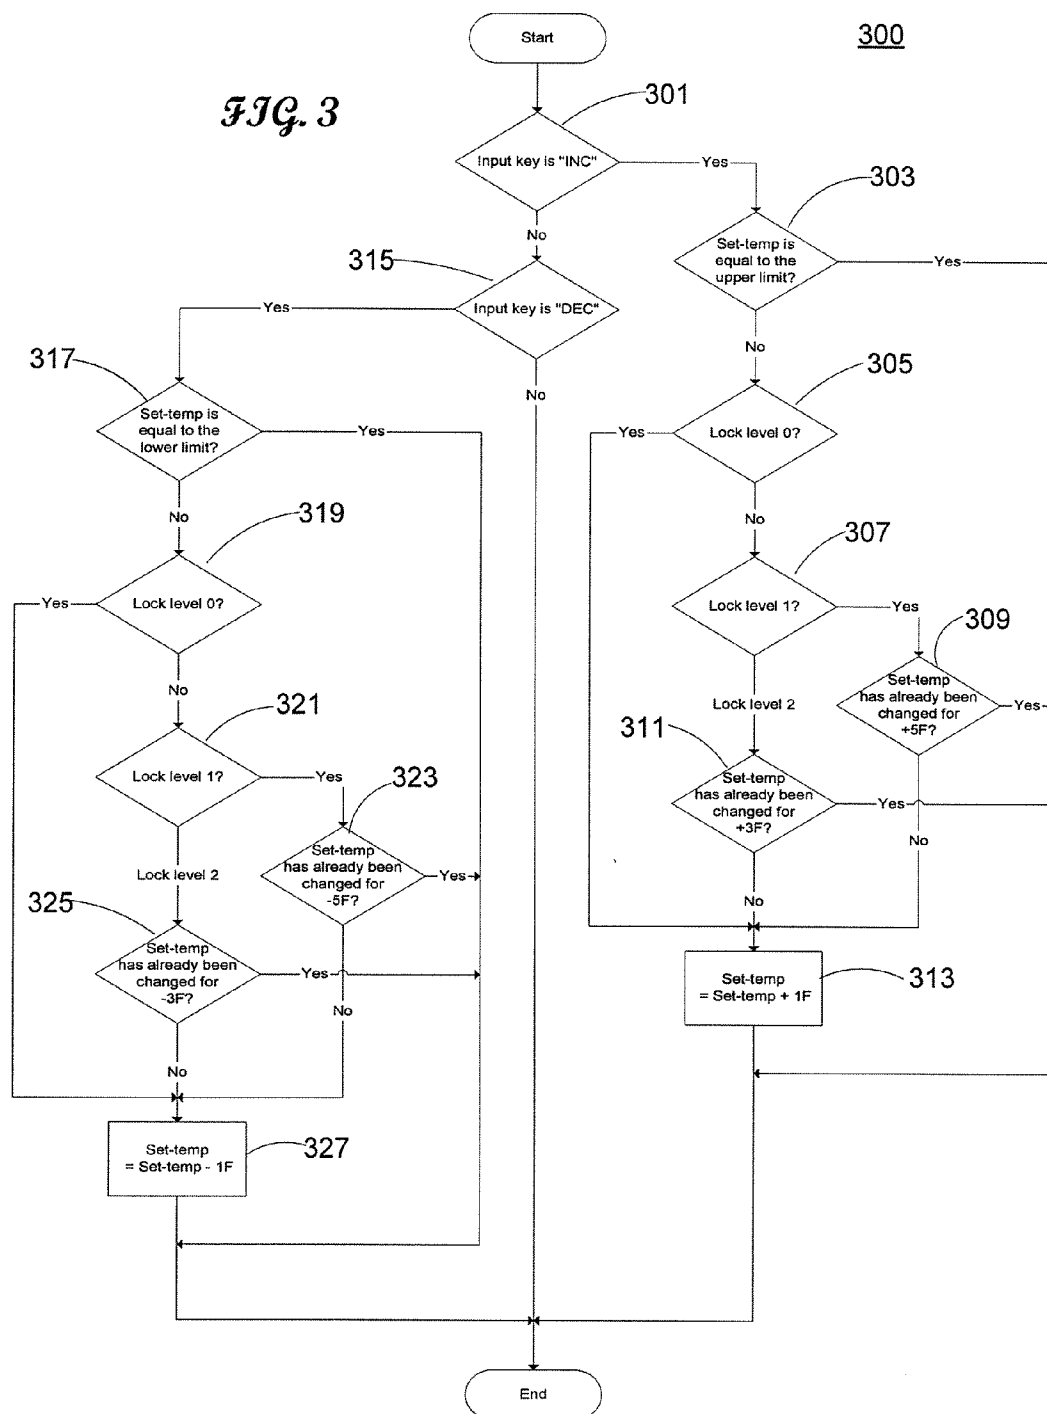 Start
300
FIG. 3
301
Input key is "INC"
Yes
303
No
Set-temp is
equal to the
upper limit?
Yes
315
Input key is "DEC"
Yes
No
317
No
305
Set-temp is
equal to the
lower limit?
Yes
Yes
Lock level 0?
No
319
No
307
Yes
Lock level 0?
Lock level 1?
Yes
309
No
321
Lock level 2
Set-temp
has already been
changed for
+5F?
Yes
311
Lock level 1?
Yes
323
Set-temp
has already been
changed for
+3F?
Yes
No
Lock level 2
Set-temp
has already been
changed for
-5F?
Yes
325
No
Set-temp
has already been
changed for
-3F?
Yes
Set-temp
= Set-temp + 1F
313
No
No
Set-temp
= Set-temp - 1F
327
End